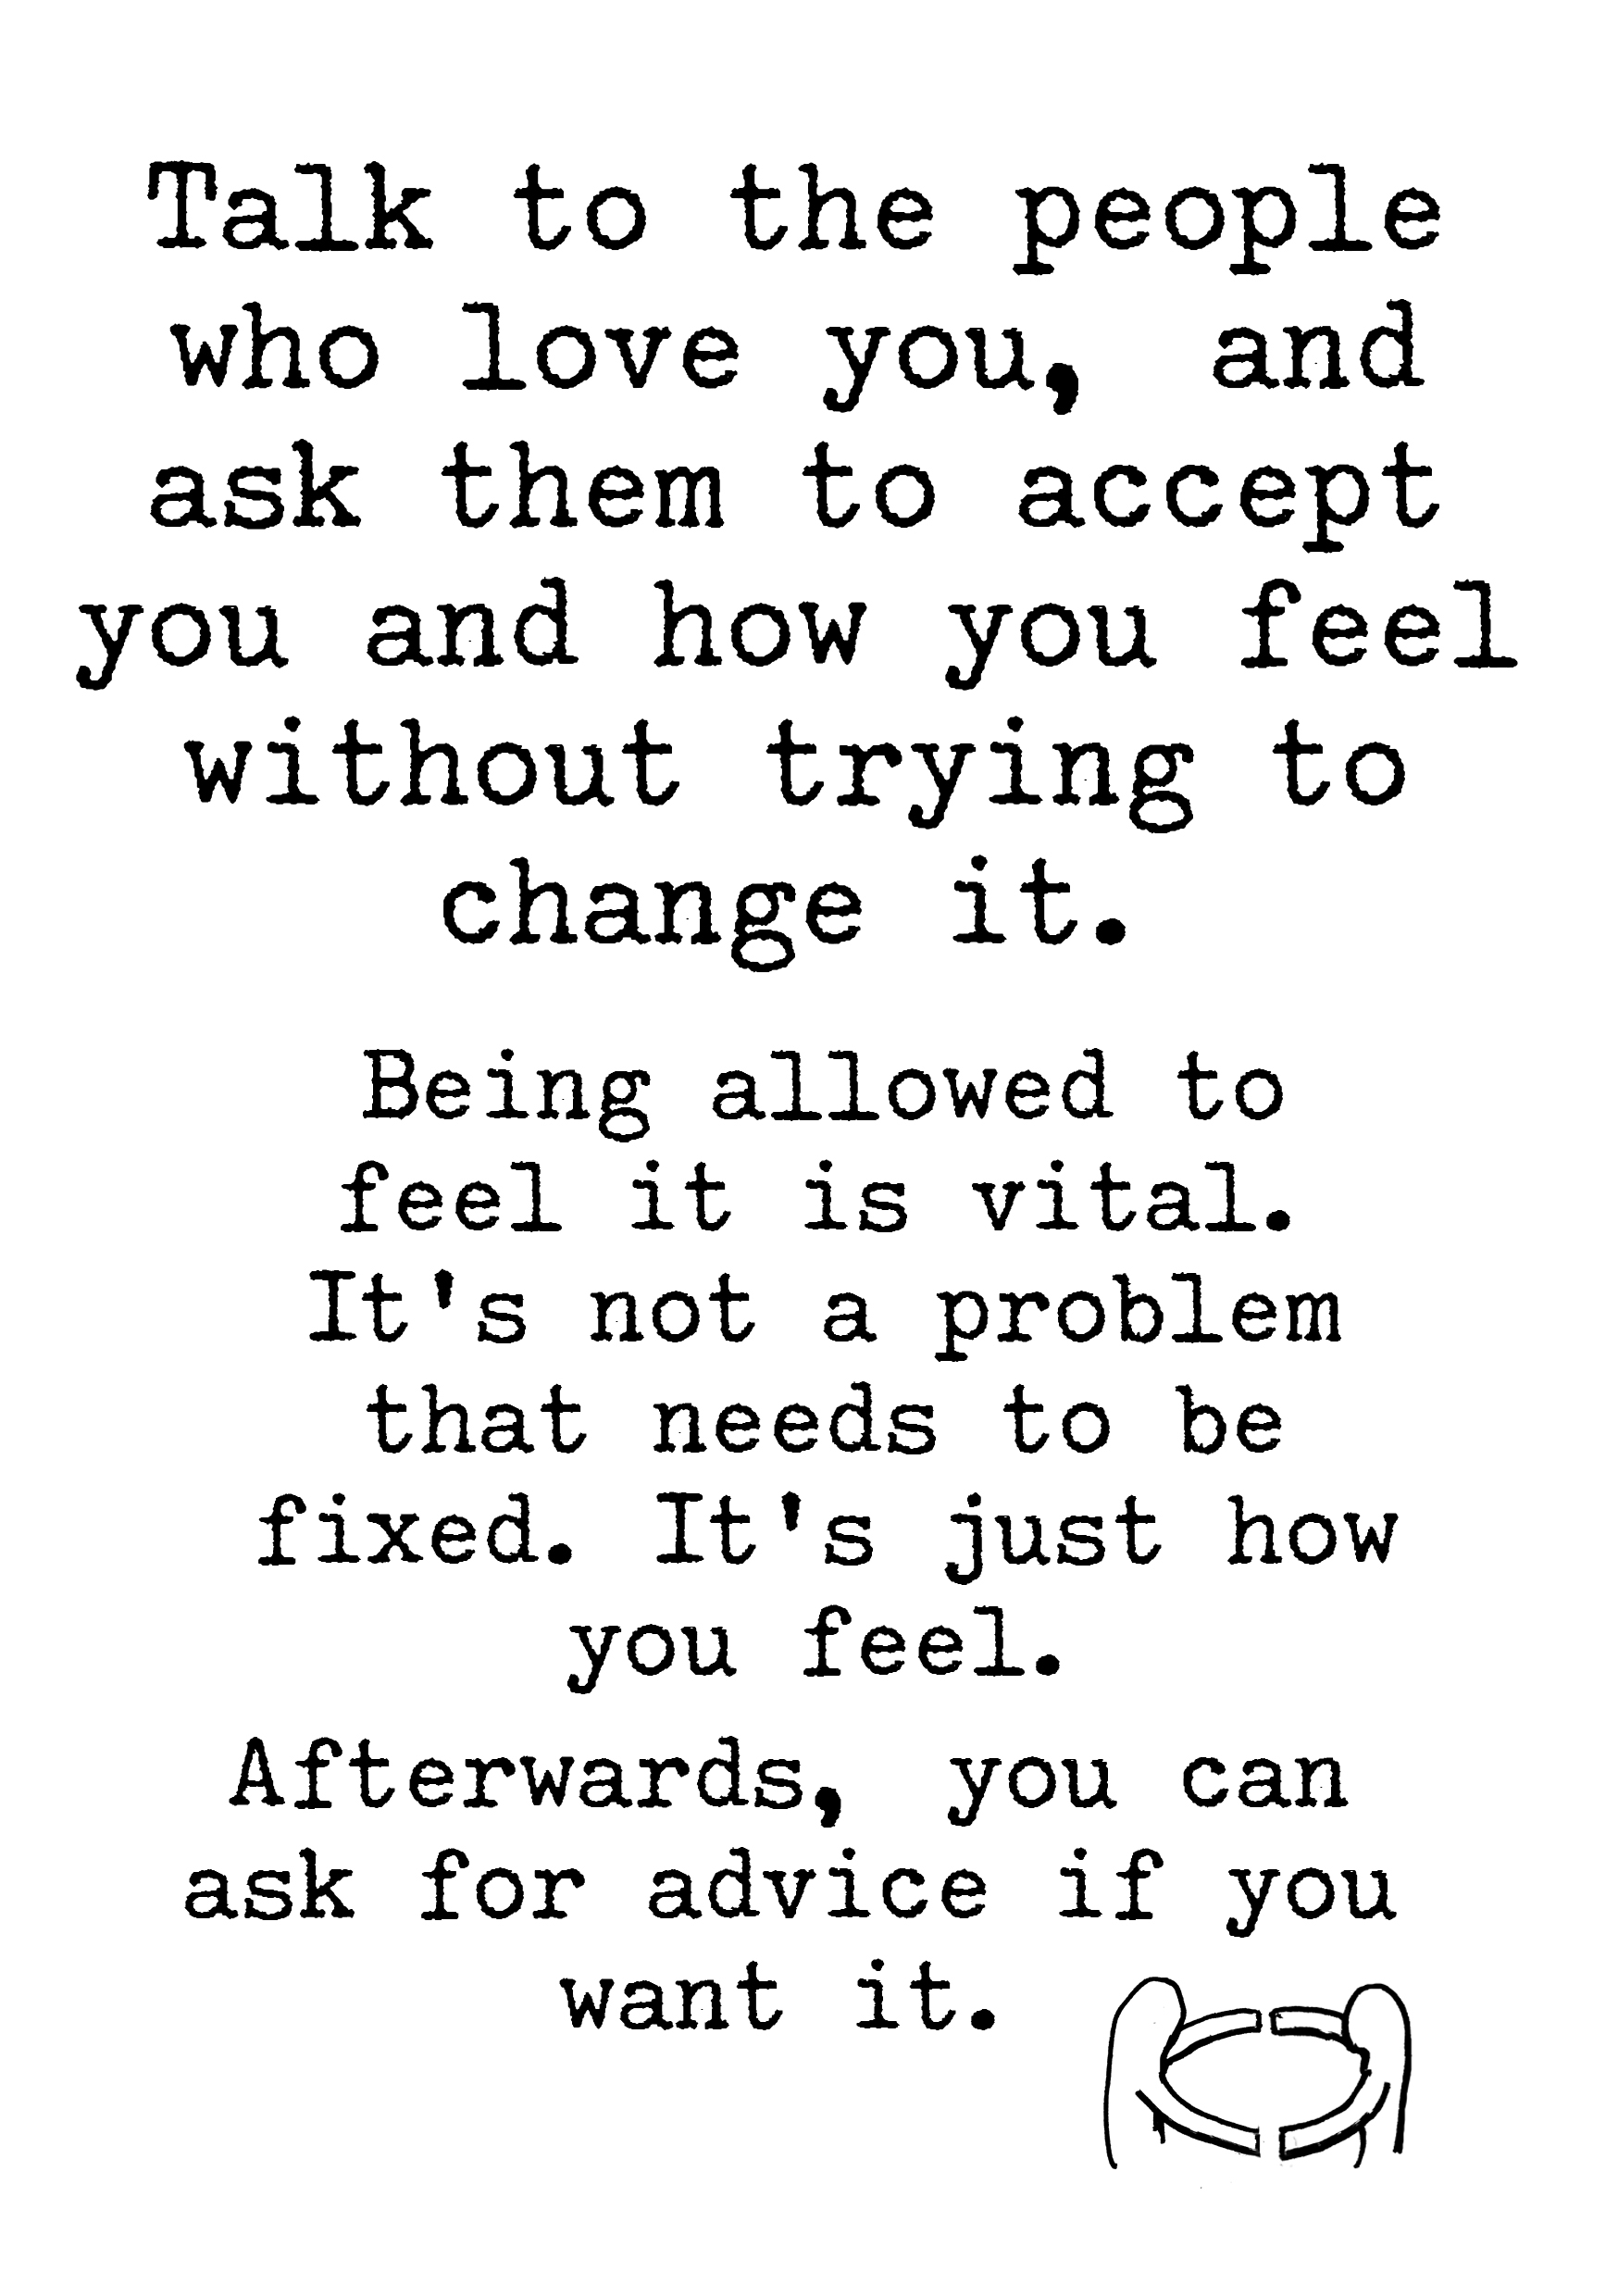 Talk to the people
who love you, and
ask them to accept
you and how you feel
without trying to
change it.
Being allowed to
feel it is vital.
It's not a problem
that needs to be
fixed. It's just how
you feel.
Afterwards, you can
ask for advice if you
want it.